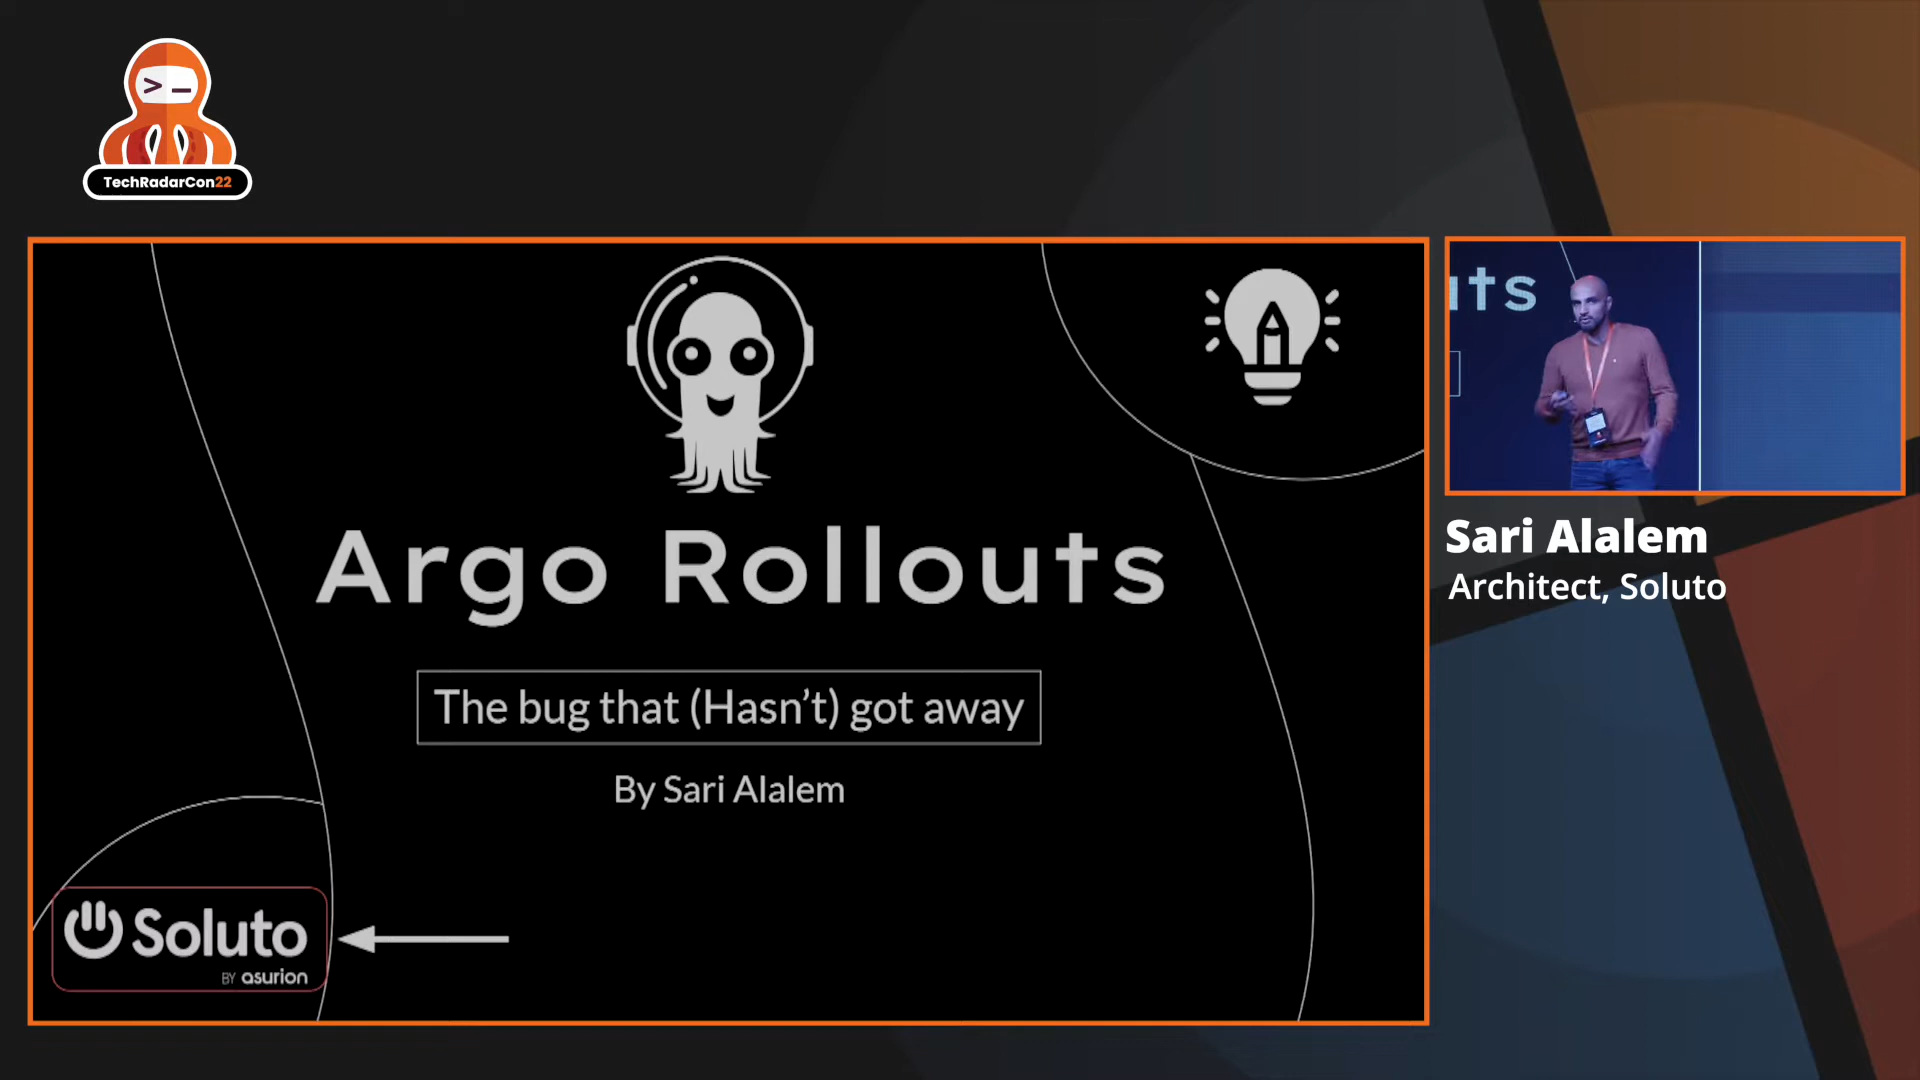 >_
TechRadarCon22
Argo Rollouts
The bug that (Hasn’t) got away
By Sari Alalem
Soluto
BY asurion
uts
Sari Alalem
Architect, Soluto